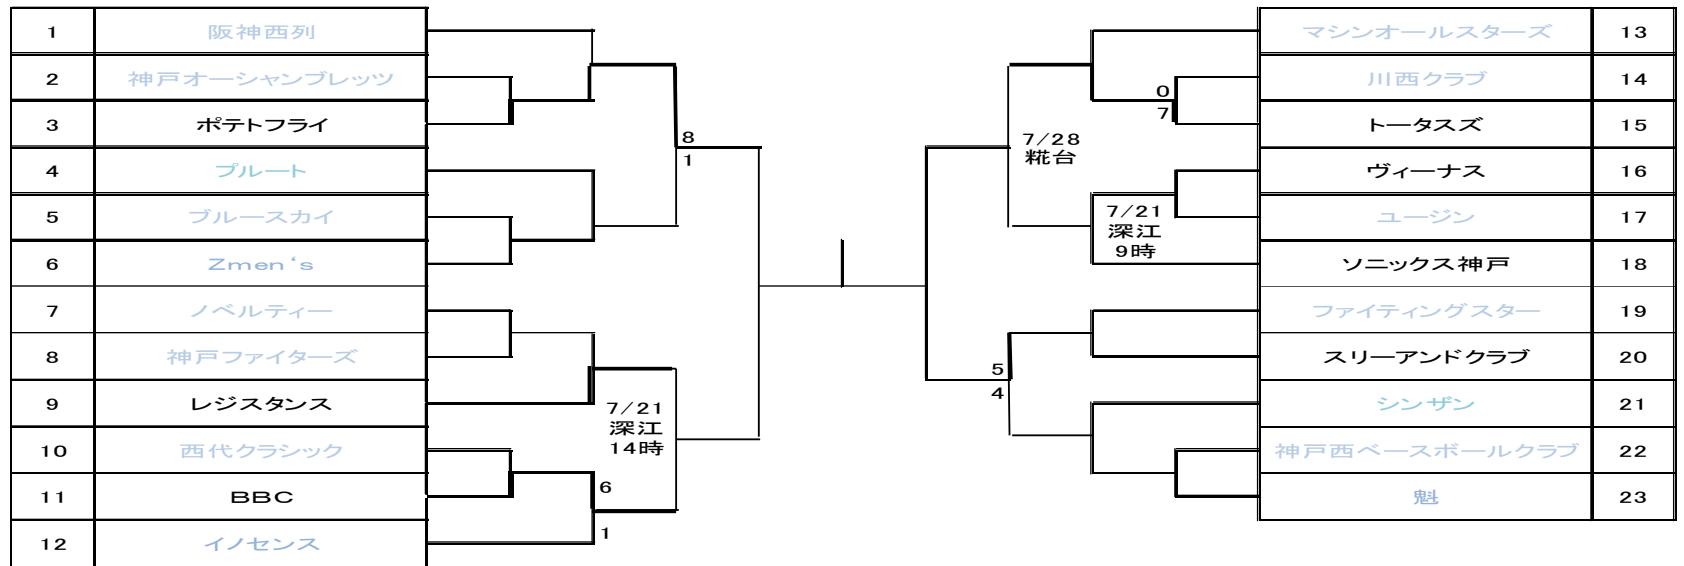 1 阪神西列
2 神戸オーシャンブレッツ
3 ポテトフライ
4 プルート
5 ブルースカイ
6 Zmen‘s
7 ノベルティー
8 神戸ファイターズ
9 レジスタンス
10 西代クラシック
11 BBC
12 イノセンス
8
1
7/21
深江
14時
6
1
7/28
糀台
0
7
7/21
深江
9時
5
4
マシンオールスターズ 13
川西クラブ 14
トータスズ 15
ヴィーナス 16
ユージン 17
ソニックス神戸 18
ファイティングスター 19
スリーアンドクラブ 20
シンザン 21
神戸西ベースボールクラブ 22
魁 23